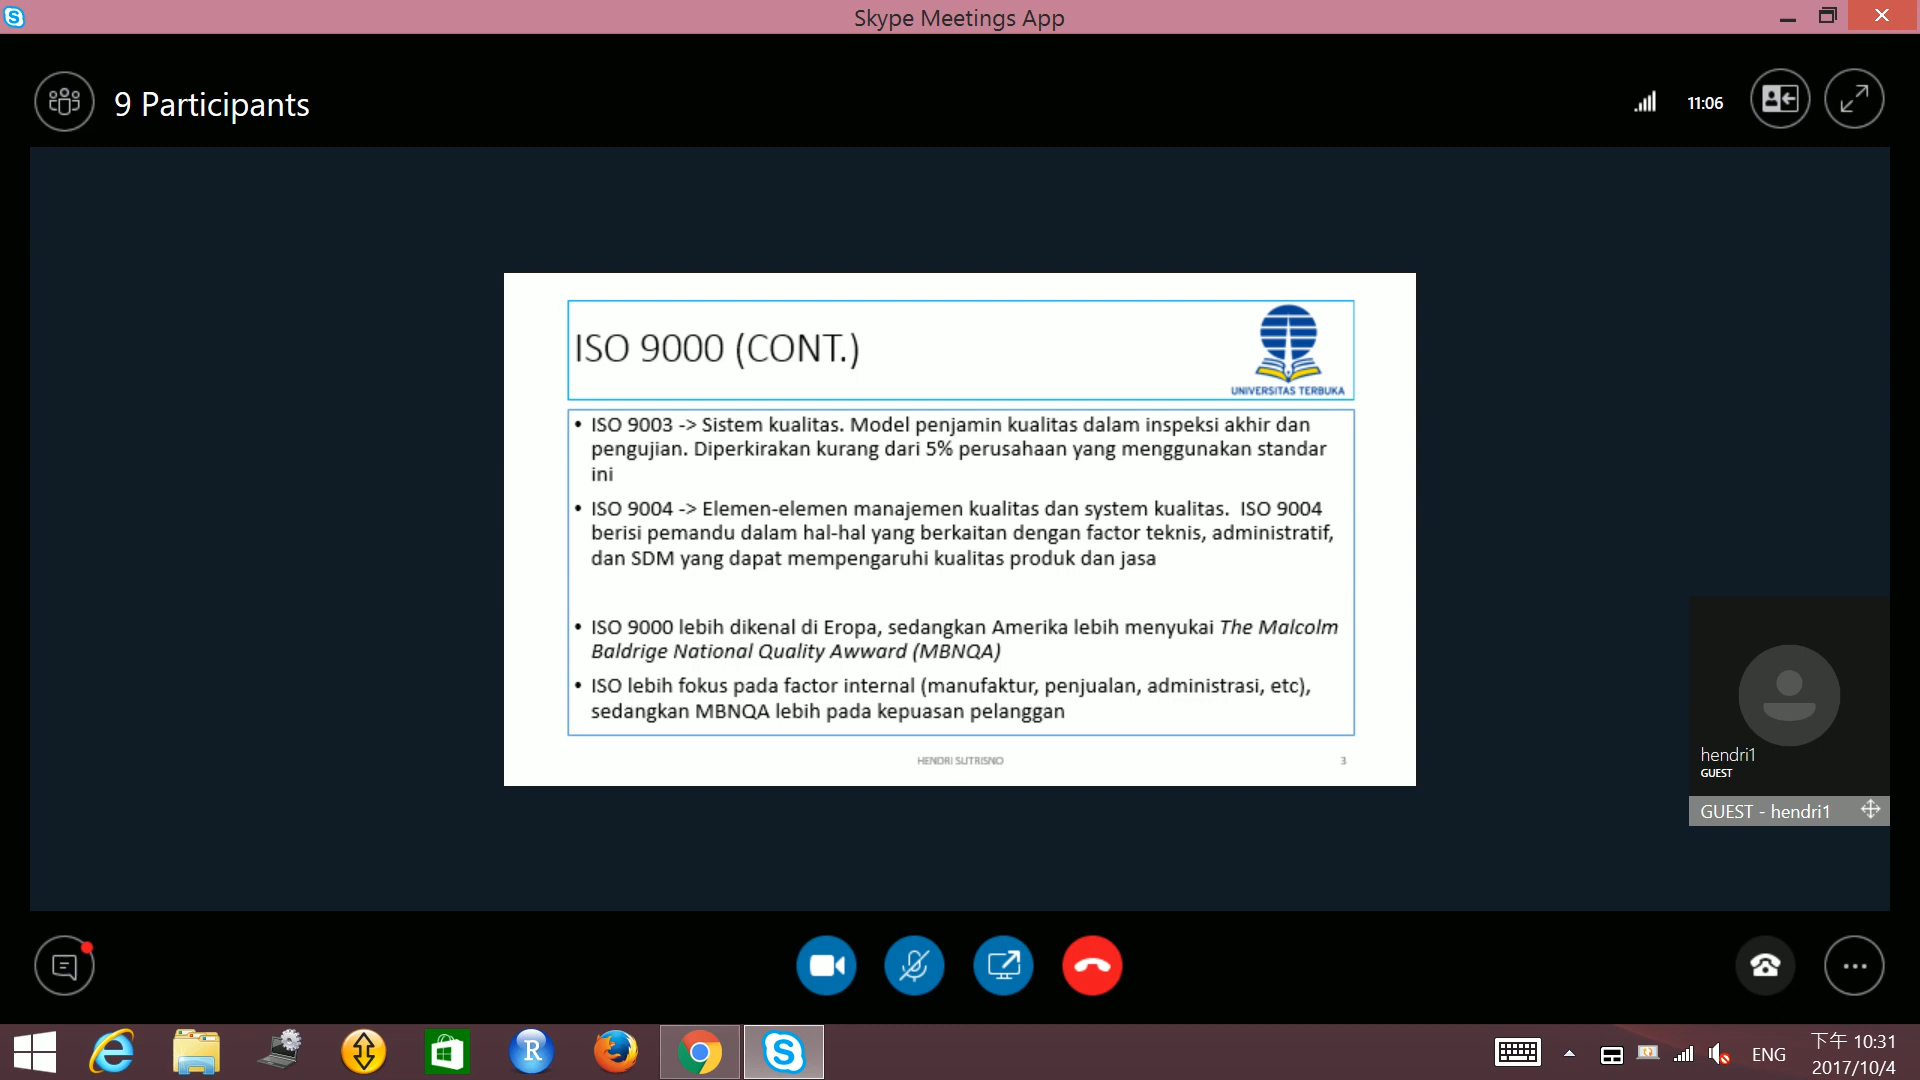 Skype Meetings App
9 Participants
11:06
ISO 9000 (CONT.)
UNIVERSITAS TERBUKA
• ISO 9003 -> Sistem kualitas. Model penjamin kualitas dalam inspeksi akhir dan
pengujian. Diperkirakan kurang dari 5% perusahaan yang menggunakan standar
ini
• ISO 9004 -> Elemen-elemen manajemen kualitas dan system kualitas. ISO 9004
berisi pemandu dalam hal-hal yang berkaitan dengan factor teknis, administratif,
dan SDM yang dapat mempengaruhi kualitas produk dan jasa
• ISO 9000 lebih dikenal di Eropa, sedangkan Amerika lebih menyukai The Malcolm
Baldrige National Quality Awward (MBNQA)
• ISO lebih fokus pada factor internal (manufaktur, penjualan, administrasi, etc),
sedangkan MBNQA lebih pada kepuasan pelanggan
HENDRI SUTRISNO
3
hendri1
GUEST
GUEST - hendri1
ENG
下午 10:31
2017/10/4